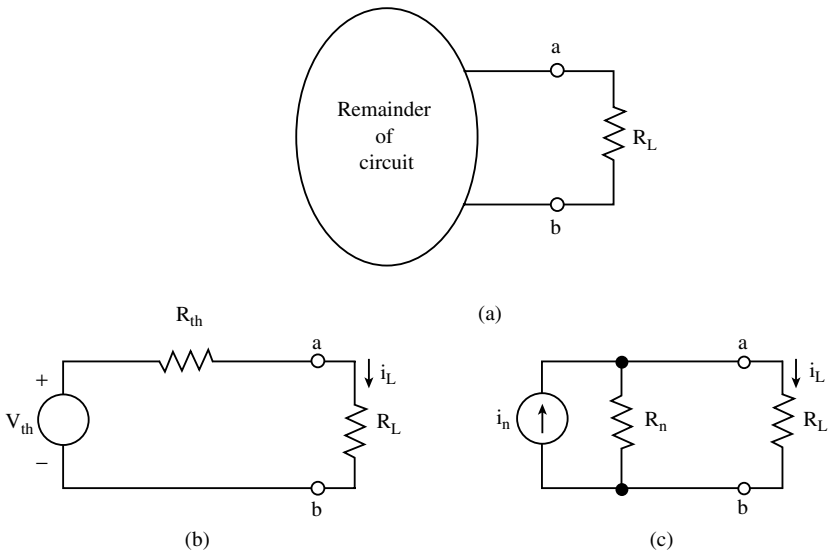 a
Remainder
of
circuit
R_L
b
(a)
R_th
a
i_L
+
V_th
R_L
−
b
(b)
a
i_L
i_n
R_n
R_L
b
(c)